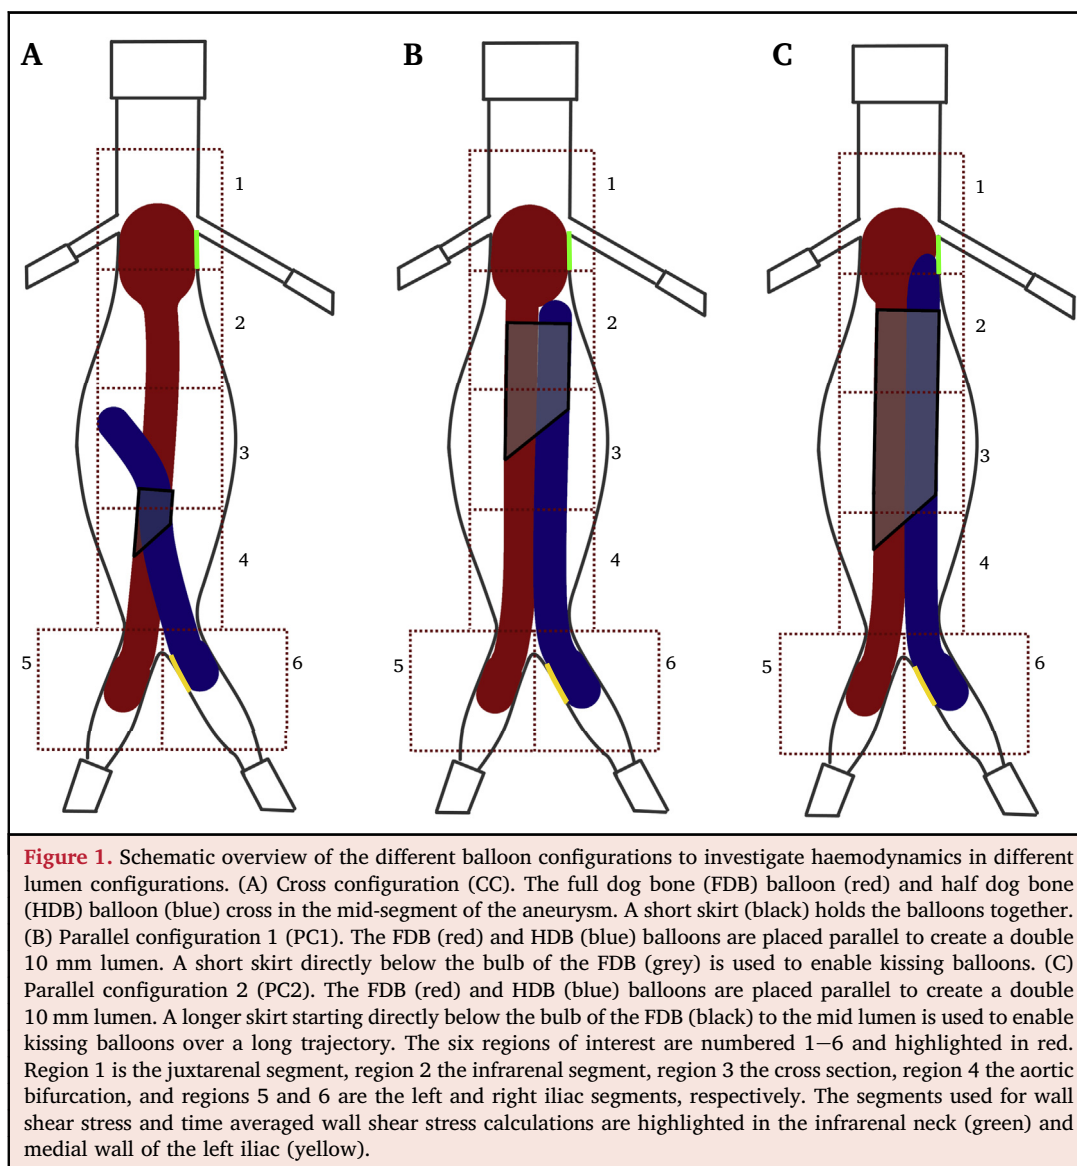 A B C
1 1 1
2 2 2
3 3 3
4 4 4
5 6 5 6 5 6
Figure 1. Schematic overview of the different balloon configurations to investigate haemodynamics in different
lumen configurations. (A) Cross configuration (CC). The full dog bone (FDB) balloon (red) and half dog bone
(HDB) balloon (blue) cross in the mid-segment of the aneurysm. A short skirt (black) holds the balloons together.
(B) Parallel configuration 1 (PC1). The FDB (red) and HDB (blue) balloons are placed parallel to create a double
10 mm lumen. A short skirt directly below the bulb of the FDB (grey) is used to enable kissing balloons. (C)
Parallel configuration 2 (PC2). The FDB (red) and HDB (blue) balloons are placed parallel to create a double
10 mm lumen. A longer skirt starting directly below the bulb of the FDB (black) to the mid lumen is used to enable
kissing balloons over a long trajectory. The six regions of interest are numbered 1–6 and highlighted in red.
Region 1 is the juxtarenal segment, region 2 the infrarenal segment, region 3 the cross section, region 4 the aortic
bifurcation, and regions 5 and 6 are the left and right iliac segments, respectively. The segments used for wall
shear stress and time averaged wall shear stress calculations are highlighted in the infrarenal neck (green) and
medial wall of the left iliac (yellow).